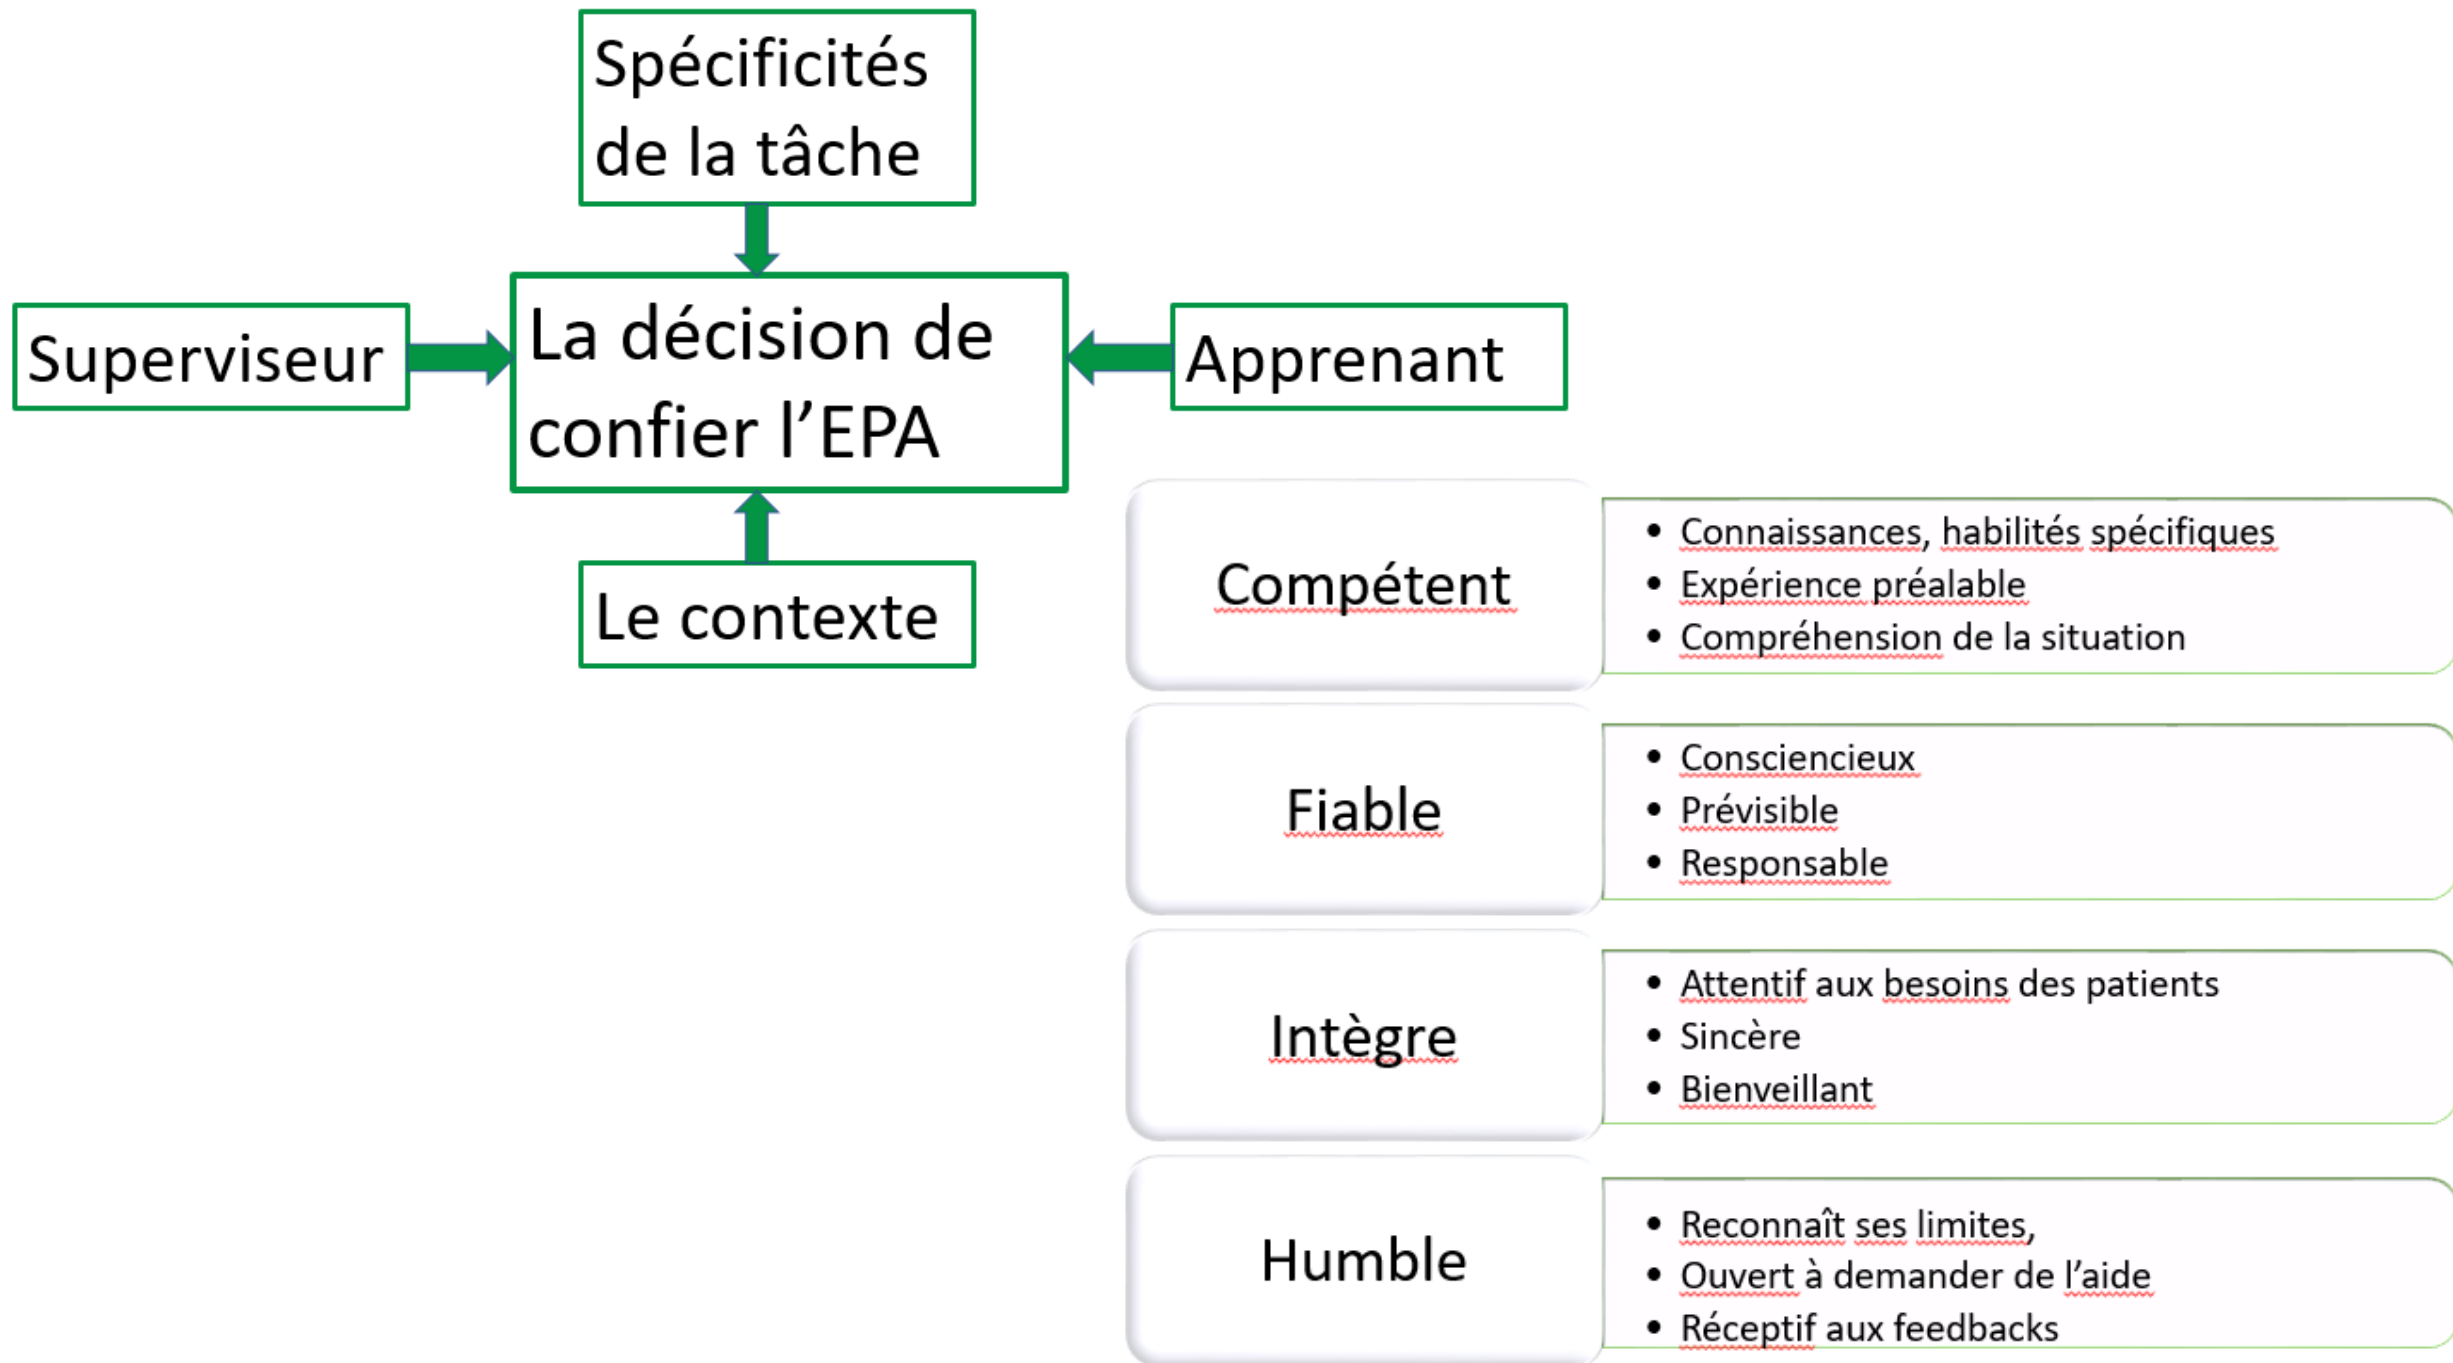 Spécificités
de la tâche
Superviseur
La décision de
confier l’EPA
Apprenant
Le contexte
Compétent
• Connaissances, habilités spécifiques
• Expérience préalable
• Compréhension de la situation
Fiable
• Consciencieux
• Prévisible
• Responsable
Intègre
• Attentif aux besoins des patients
• Sincère
• Bienveillant
Humble
• Reconnaît ses limites,
• Ouvert à demander de l’aide
• Réceptif aux feedbacks